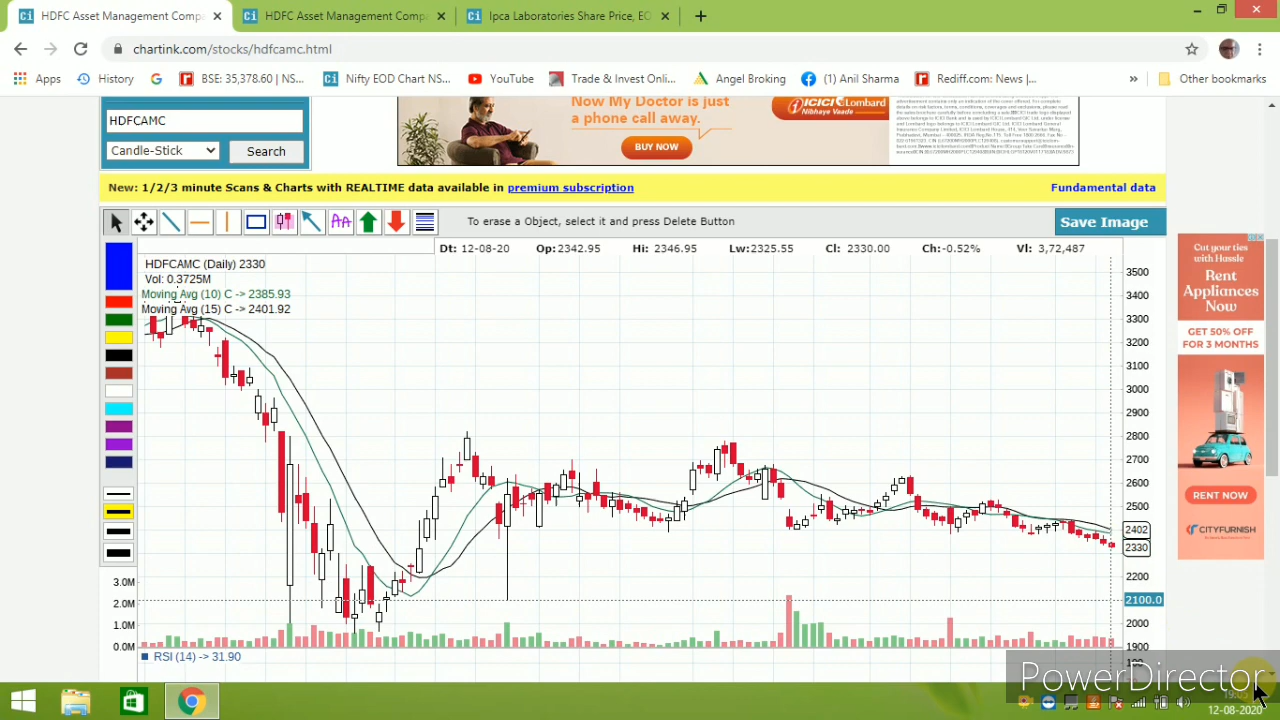 HDFC Asset Management Compa
HDFC Asset Management Compa
Ipca Laboratories Share Price, EO
chartink.com/stocks/hdfcamc.html
Apps
History
BSE: 35,378.60 | NS...
Nifty EOD Chart NS...
YouTube
Trade & Invest Onli...
Angel Broking
(1) Anil Sharma
Rediff.com: News |...
»
Other bookmarks
HDFCAMC
Candle-Stick
Now My Doctor is just
a phone call away.
BUY NOW
ICICI Lombard
Nibhaye Vaade
New: 1/2/3 minute Scans & Charts with REALTIME data available in premium subscription
Fundamental data
To erase a Object, select it and press Delete Button
Save Image
Dt: 12-08-20 Op:2342.95 Hi: 2346.95 Lw:2325.55 Cl: 2330.00 Ch:-0.52% Vl: 3,72,487
HDFCAMC (Daily) 2330
Vol: 0.3725M
Moving Avg (10) C -> 2385.93
Moving Avg (15) C -> 2401.92
3500
3400
3300
3200
3100
3000
2900
2800
2700
2600
2500
2402
2330
2200
2100.0
2000
1900
100
3.0M
2.0M
1.0M
0.0M
RSI (14) -> 31.90
Cut your ties
with Hassle
Rent
Appliances
Now
GET 50% OFF
FOR 3 MONTHS
RENT NOW
CITYFURNISH
PowerDirector
12-08-2020